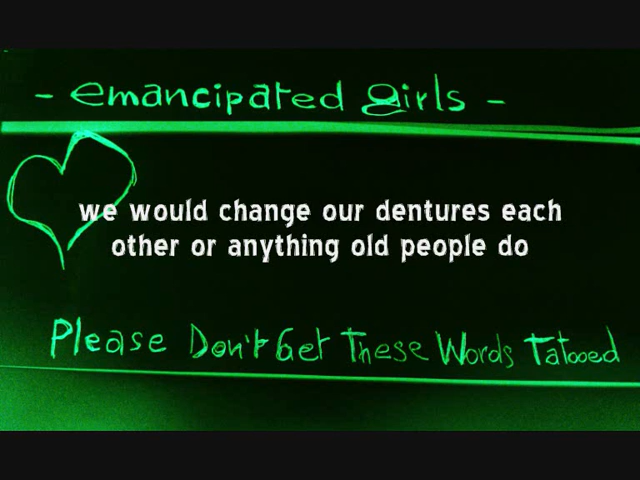 - emancipated girls -
we would change our dentures each
other or anything old people do
Please Don't Get These Words Tatooed